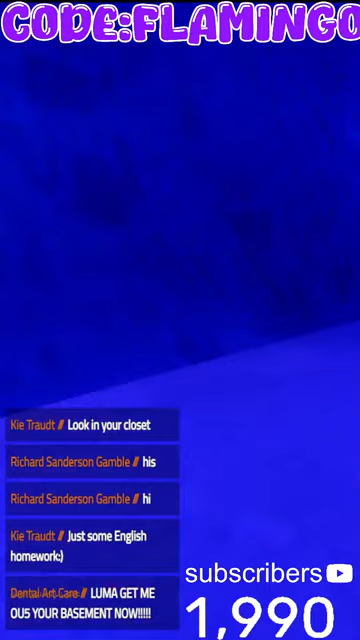 CODE:FLAMINGO
Kie Traudt // Look in your closet
Richard Sanderson Gamble // his
Richard Sanderson Gamble // hi
Kie Traudt // Just some English
homework:)
Dental Art Care // LUMA GET ME
OU5 YOUR BASEMENT NOW!!!!!
subscribers
1,990